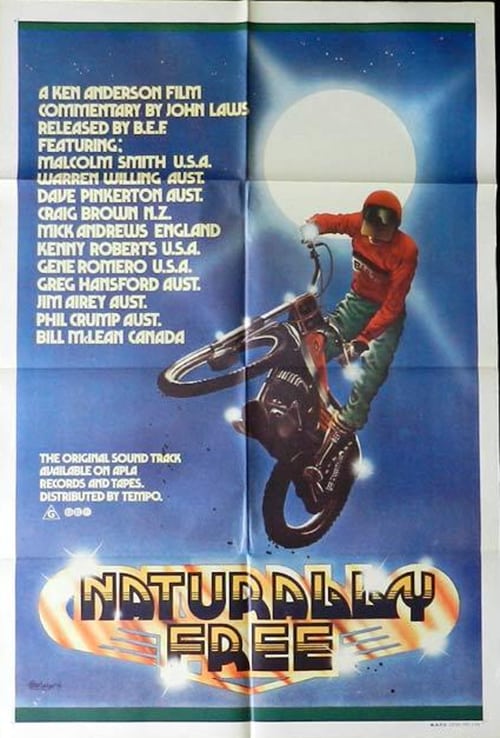 A KEN ANDERSON FILM
COMMENTARY BY JOHN LAWS
RELEASED BY B.E.F.
FEATURING:
MALCOLM SMITH U.S.A.
WARREN WILLING AUST.
DAVE PINKERTON AUST.
CRAIG BROWN N.Z.
MICK ANDREWS ENGLAND
KENNY ROBERTS U.S.A.
GENE ROMERO U.S.A.
GREG HANSFORD AUST.
JIM AIREY AUST.
PHIL CRUMP AUST.
BILL McLEAN CANADA
THE ORIGINAL SOUND TRACK
AVAILABLE ON APLA
RECORDS AND TAPES.
DISTRIBUTED BY TEMPO.
G BEF
NATURALLY
FREE